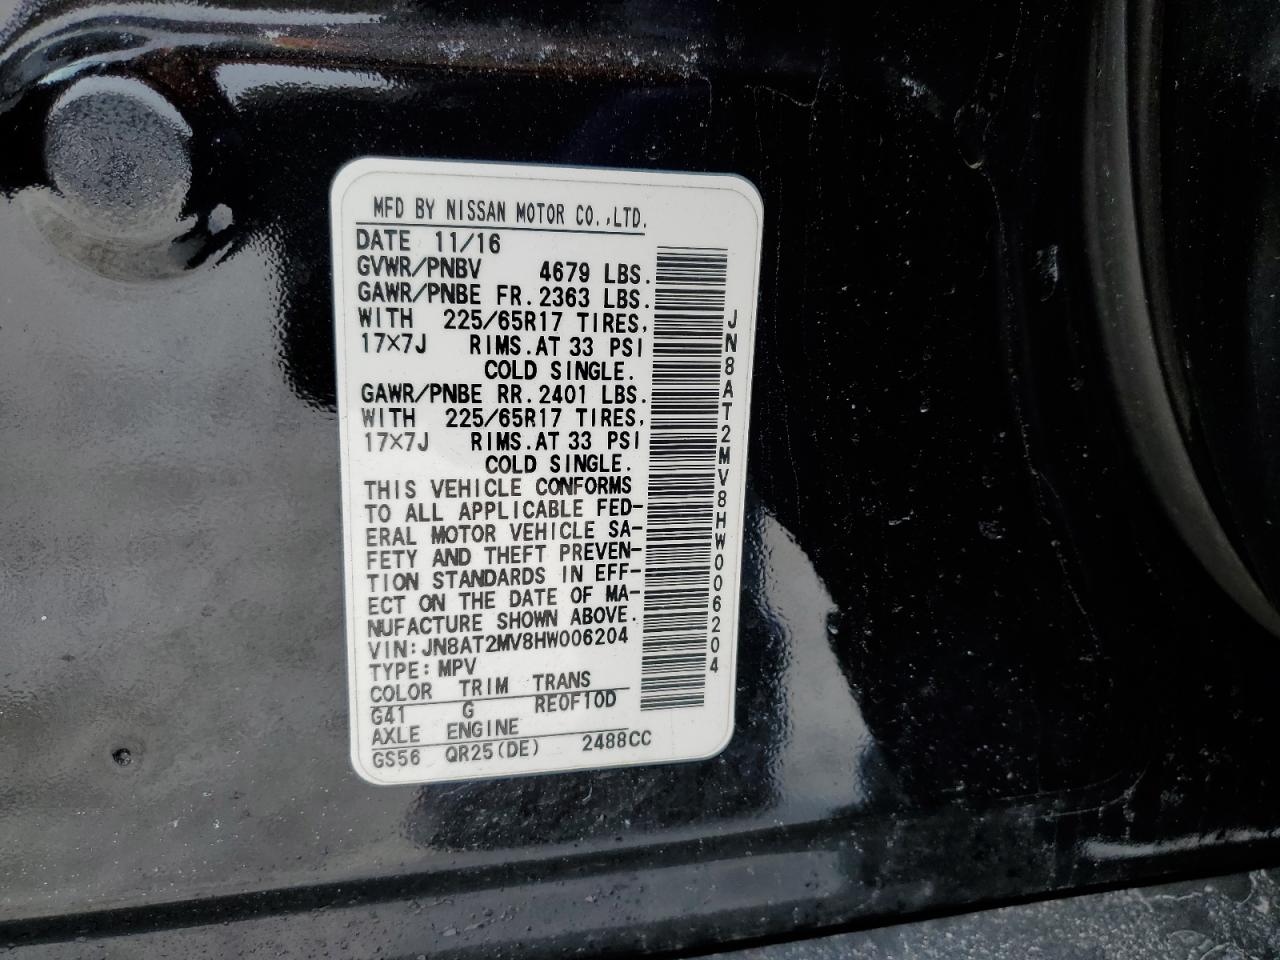 MFD BY NISSAN MOTOR CO.,LTD.
DATE 11/16
GVWR/PNBV 4679 LBS.
GAWR/PNBE FR. 2363 LBS.
WITH 225/65R17 TIRES,
17×7J RIMS. AT 33 PSI
COLD SINGLE.
GAWR/PNBE RR. 2401 LBS.
WITH 225/65R17 TIRES,
17×7J RIMS. AT 33 PSI
COLD SINGLE.
THIS VEHICLE CONFORMS
TO ALL APPLICABLE FED-
ERAL MOTOR VEHICLE SA-
FETY AND THEFT PREVEN-
TION STANDARDS IN EFF-
ECT ON THE DATE OF MA-
NUFACTURE SHOWN ABOVE.
VIN: JN8AT2MV8HW006204
TYPE: MPV
COLOR TRIM TRANS
G41 G RE0F10D
AXLE ENGINE
GS56 QR25(DE) 2488CC
JN8AT2MV8HW006204